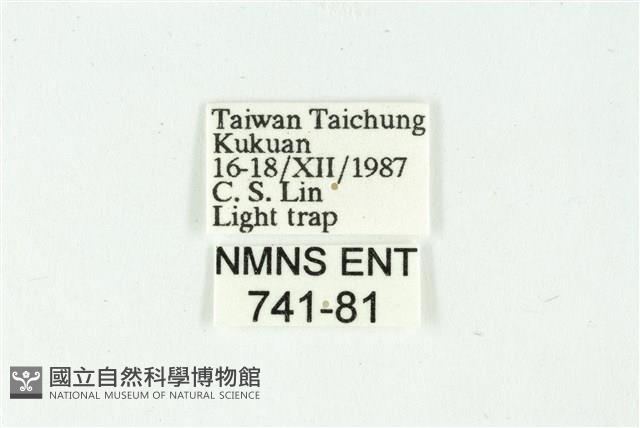 Taiwan Taichung
Kukuan
16-18/XII/1987
C. S. Lin
Light trap
NMNS ENT
741-81
國立自然科學博物館
NATIONAL MUSEUM OF NATURAL SCIENCE